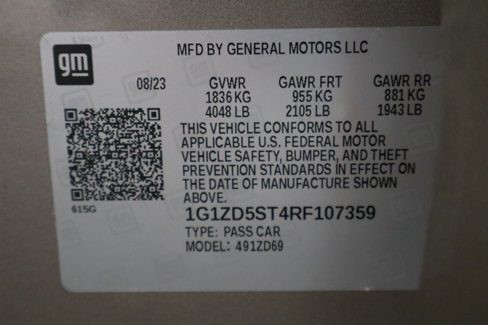 gm
MFD BY GENERAL MOTORS LLC
08/23 GVWR GAWR FRT GAWR RR
1836 KG 955 KG 881 KG
4048 LB 2105 LB 1943 LB
THIS VEHICLE CONFORMS TO ALL
APPLICABLE U.S. FEDERAL MOTOR
VEHICLE SAFETY, BUMPER, AND THEFT
PREVENTION STANDARDS IN EFFECT ON
THE DATE OF MANUFACTURE SHOWN
ABOVE.
61SG
1G1ZD5ST4RF107359
TYPE: PASS CAR
MODEL: 491ZD69